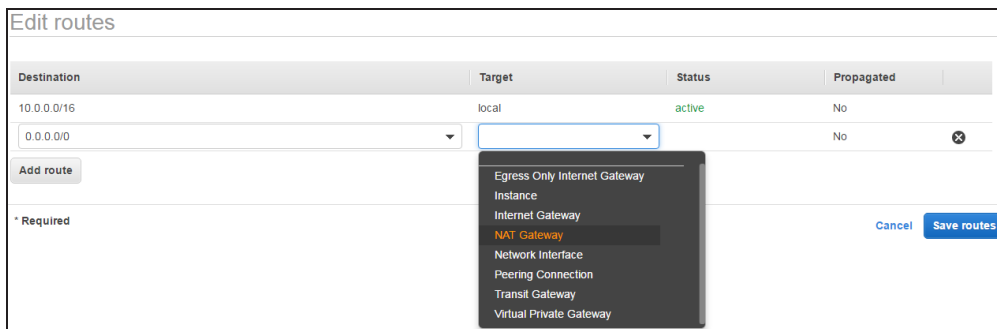 Edit routes
Destination Target Status Propagated
10.0.0.0/16 local active No
0.0.0.0/0 No
Add route
Egress Only Internet Gateway
Instance
Internet Gateway
NAT Gateway
Network Interface
Peering Connection
Transit Gateway
Virtual Private Gateway
* Required Cancel Save routes